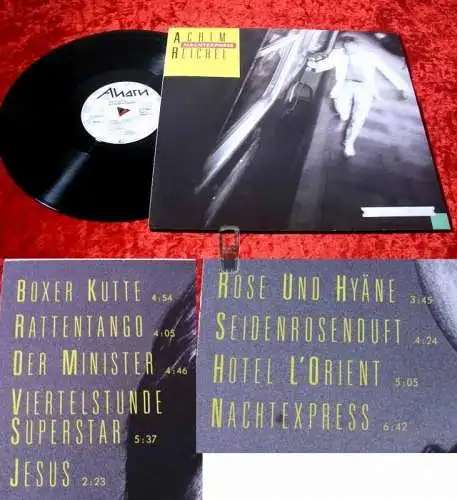 Ahorn
ACHIM
NACHTEXPRESS
REICHEL
BOXER KUTTE 4:54
RATTENTANGO 4:05
DER MINISTER 4:46
VIERTELSTUNDE
SUPERSTAR 5:37
JESUS 2:23
ROSE UND HYÄNE 3:45
SEIDENROSENDUFT 4:24
HOTEL L'ORIENT 5:05
NACHTEXPRESS 6:42